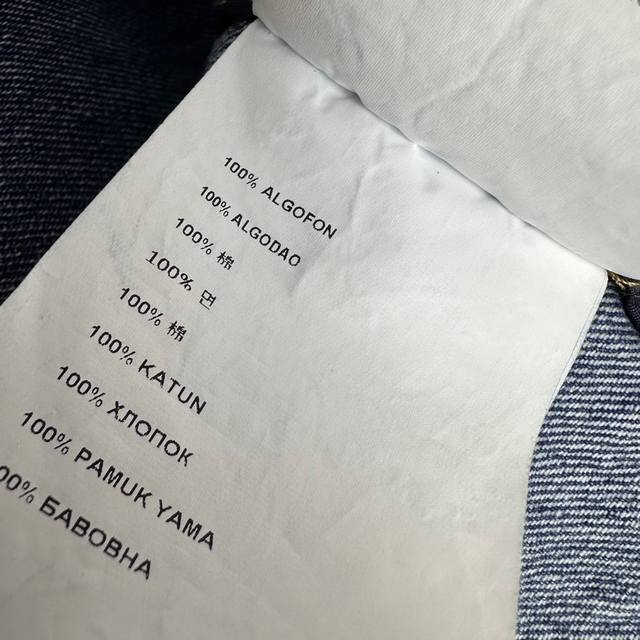 100% ALGOFON
100% ALGODAO
100% 棉
100% 면
100% 棉
100% KATUN
100% ХЛОПОК
100% PAMUK YAMA
00% БАВОВНА